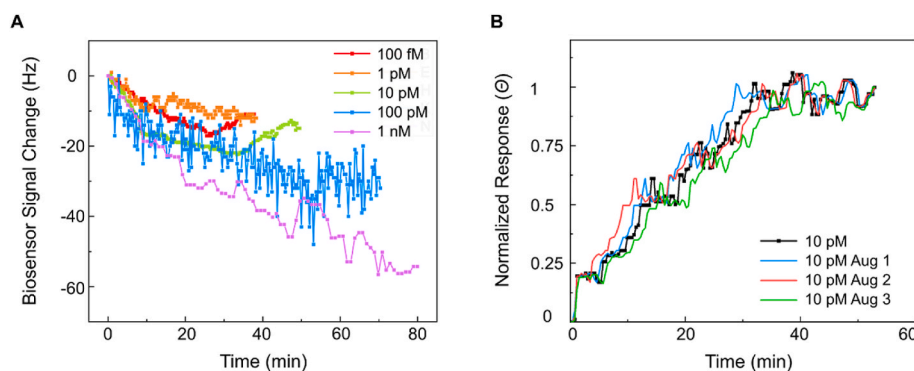 A
Biosensor Signal Change (Hz)
0
-20
-40
-60
100 fM
1 pM
10 pM
100 pM
1 nM
0 20 40 60 80
Time (min)
B
Normalized Response (Θ)
1
0.75
0.5
0.25
0
10 pM
10 pM Aug 1
10 pM Aug 2
10 pM Aug 3
0 20 40 60
Time (min)